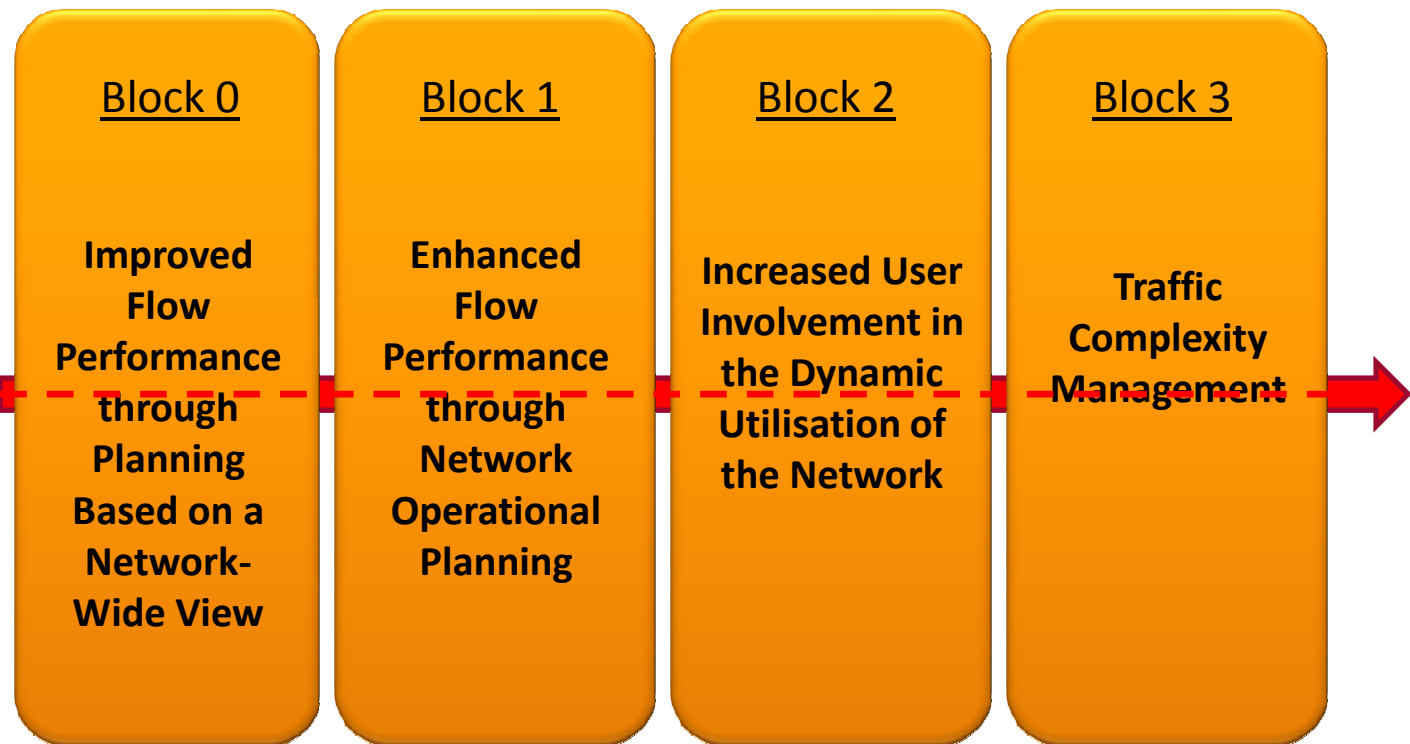 Block 0
Improved
Flow
Performance
through
Planning
Based on a
Network-
Wide View
Block 1
Enhanced
Flow
Performance
through
Network
Operational
Planning
Block 2
Increased User
Involvement in
the Dynamic
Utilisation of
the Network
Block 3
Traffic
Complexity
Management